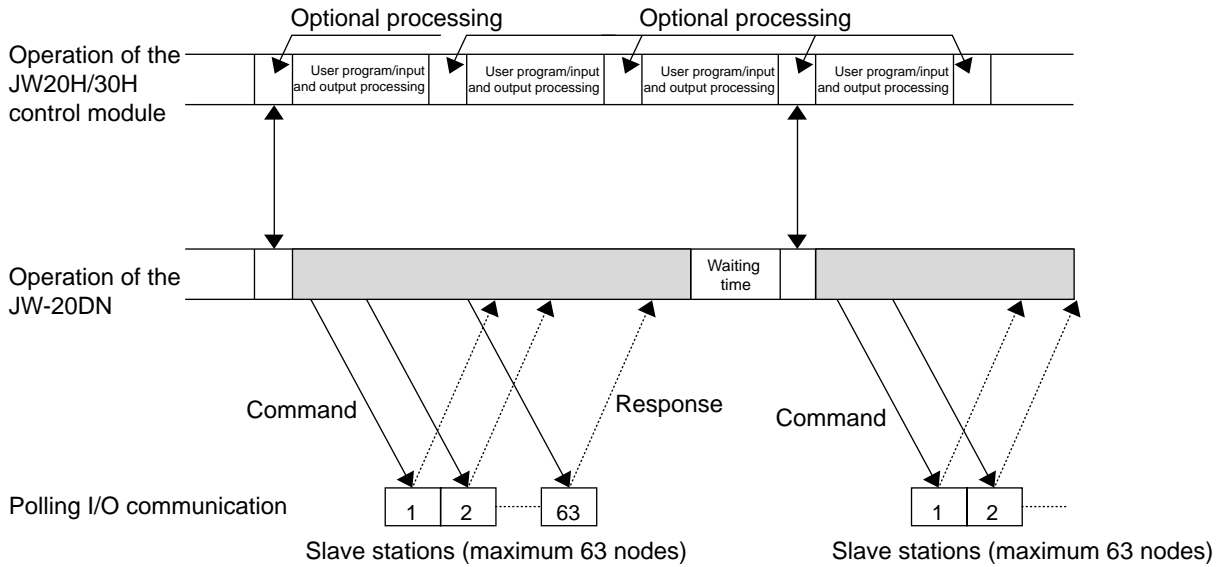 Optional processing
Optional processing
Operation of the
JW20H/30H
control module
User program/input
and output processing
User program/input
and output processing
User program/input
and output processing
User program/input
and output processing
Operation of the
JW-20DN
Waiting
time
Command
Response
Command
Polling I/O communication
1
2
63
1
2
Slave stations (maximum 63 nodes)
Slave stations (maximum 63 nodes)